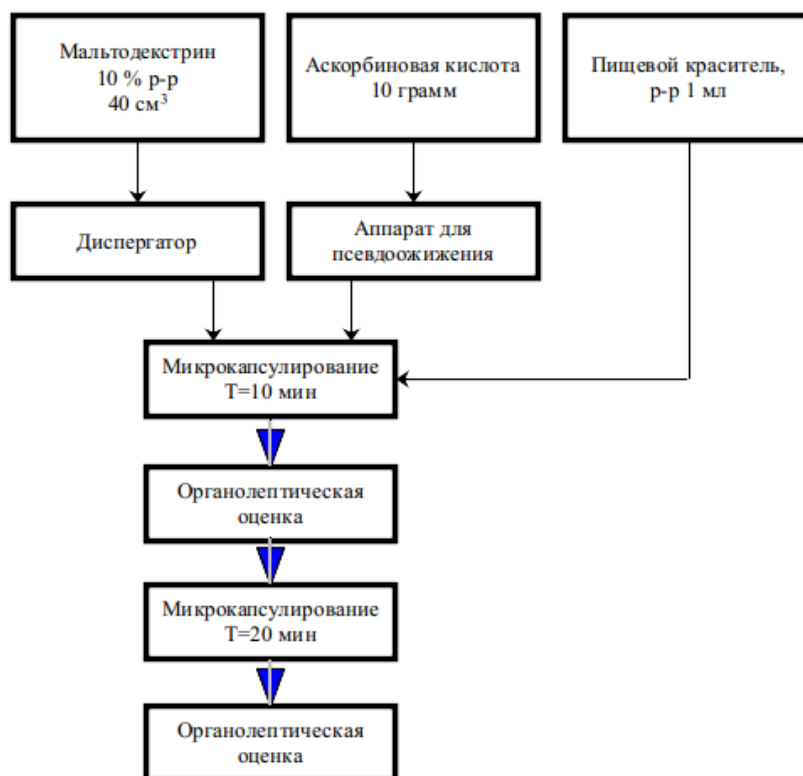 Мальтодекстрин
10 % р-р
40 см³
Аскорбиновая кислота
10 грамм
Пищевой краситель,
р-р 1 мл
Диспергатор
Аппарат для
псевдоожижения
Микрокапсулирование
Т=10 мин
Органолептическая
оценка
Микрокапсулирование
Т=20 мин
Органолептическая
оценка